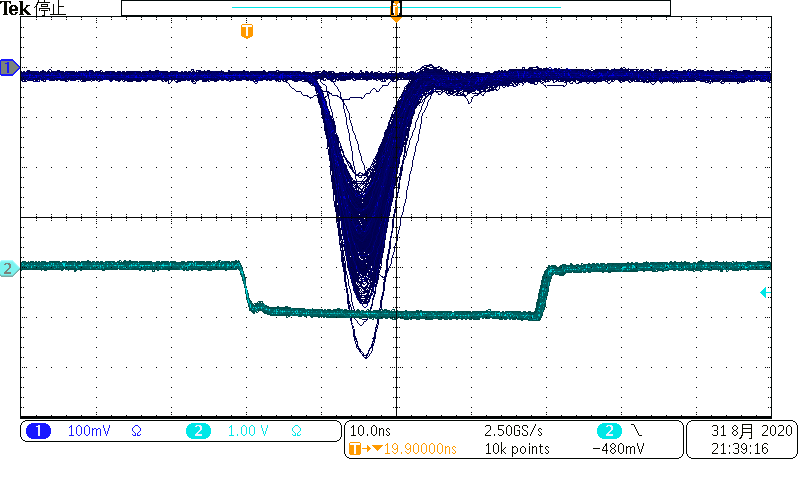 Tek 停止
T
1
2
1 100mV Ω 2 1.00 V Ω
10.0ns 2.50GS/s 2
T→▼19.90000ns 10k points −480mV
31 8月 2020
21:39:16